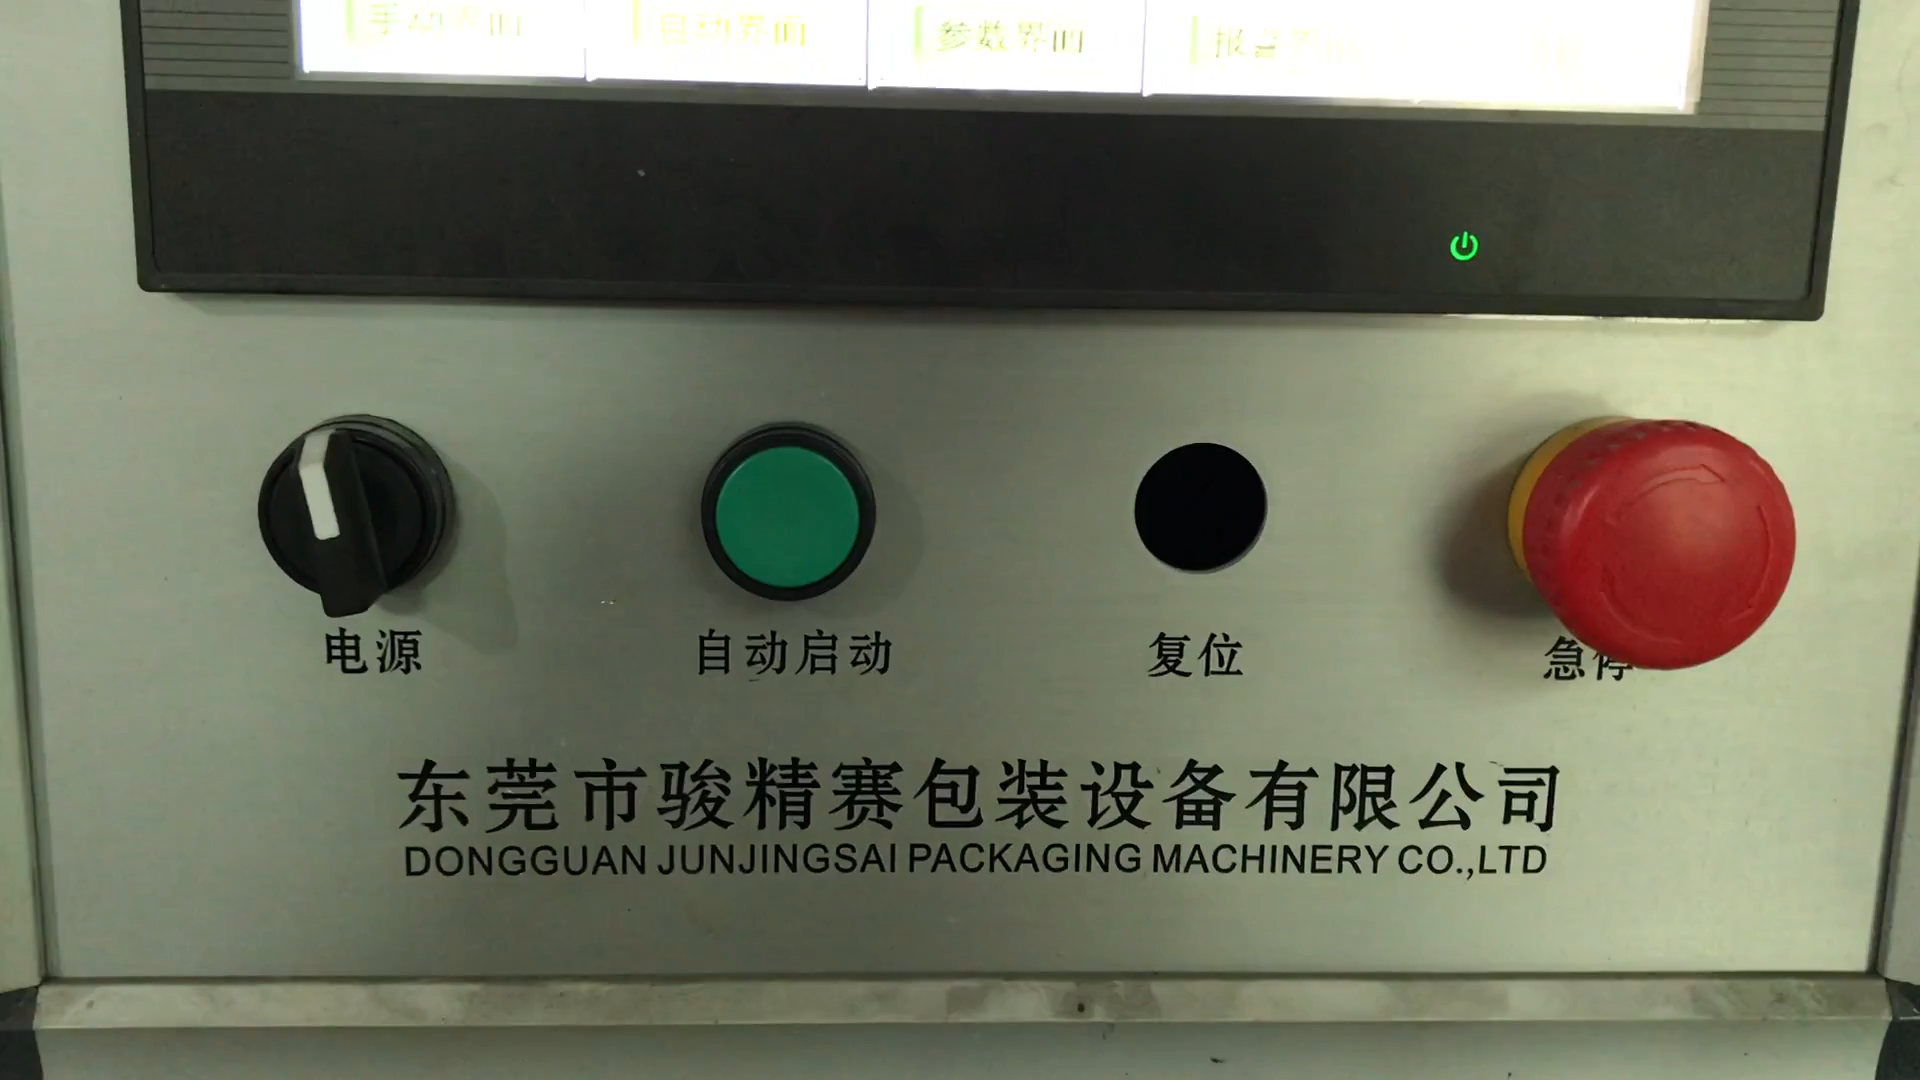 手动界面 自动界面 参数界面
电源 自动启动 复位 急停
东莞市骏精赛包装设备有限公司
DONGGUAN JUNJINGSAI PACKAGING MACHINERY CO.,LTD